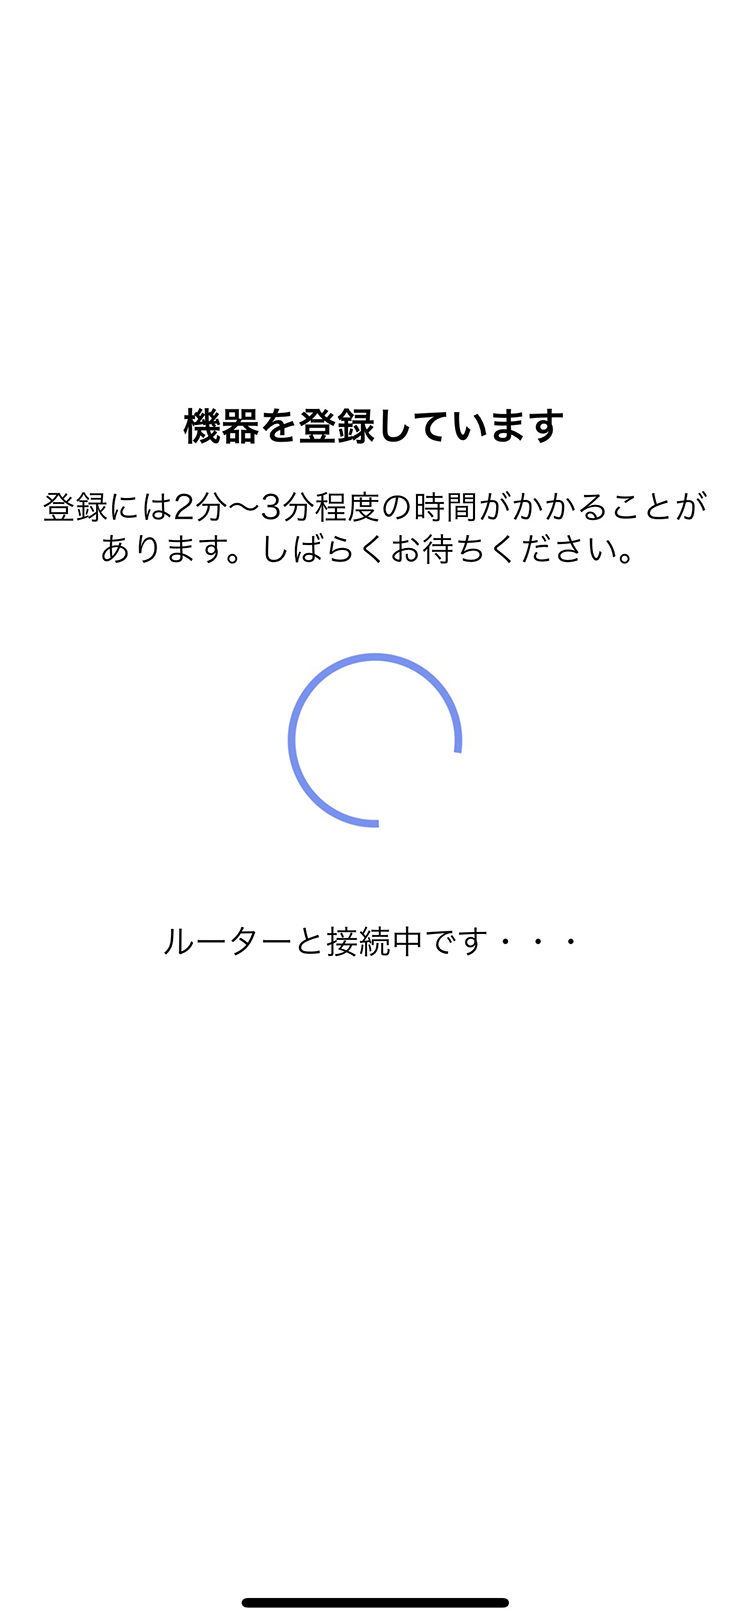 機器を登録しています
登録には2分〜3分程度の時間がかかることが
あります。しばらくお待ちください。
ルーターと接続中です・・・